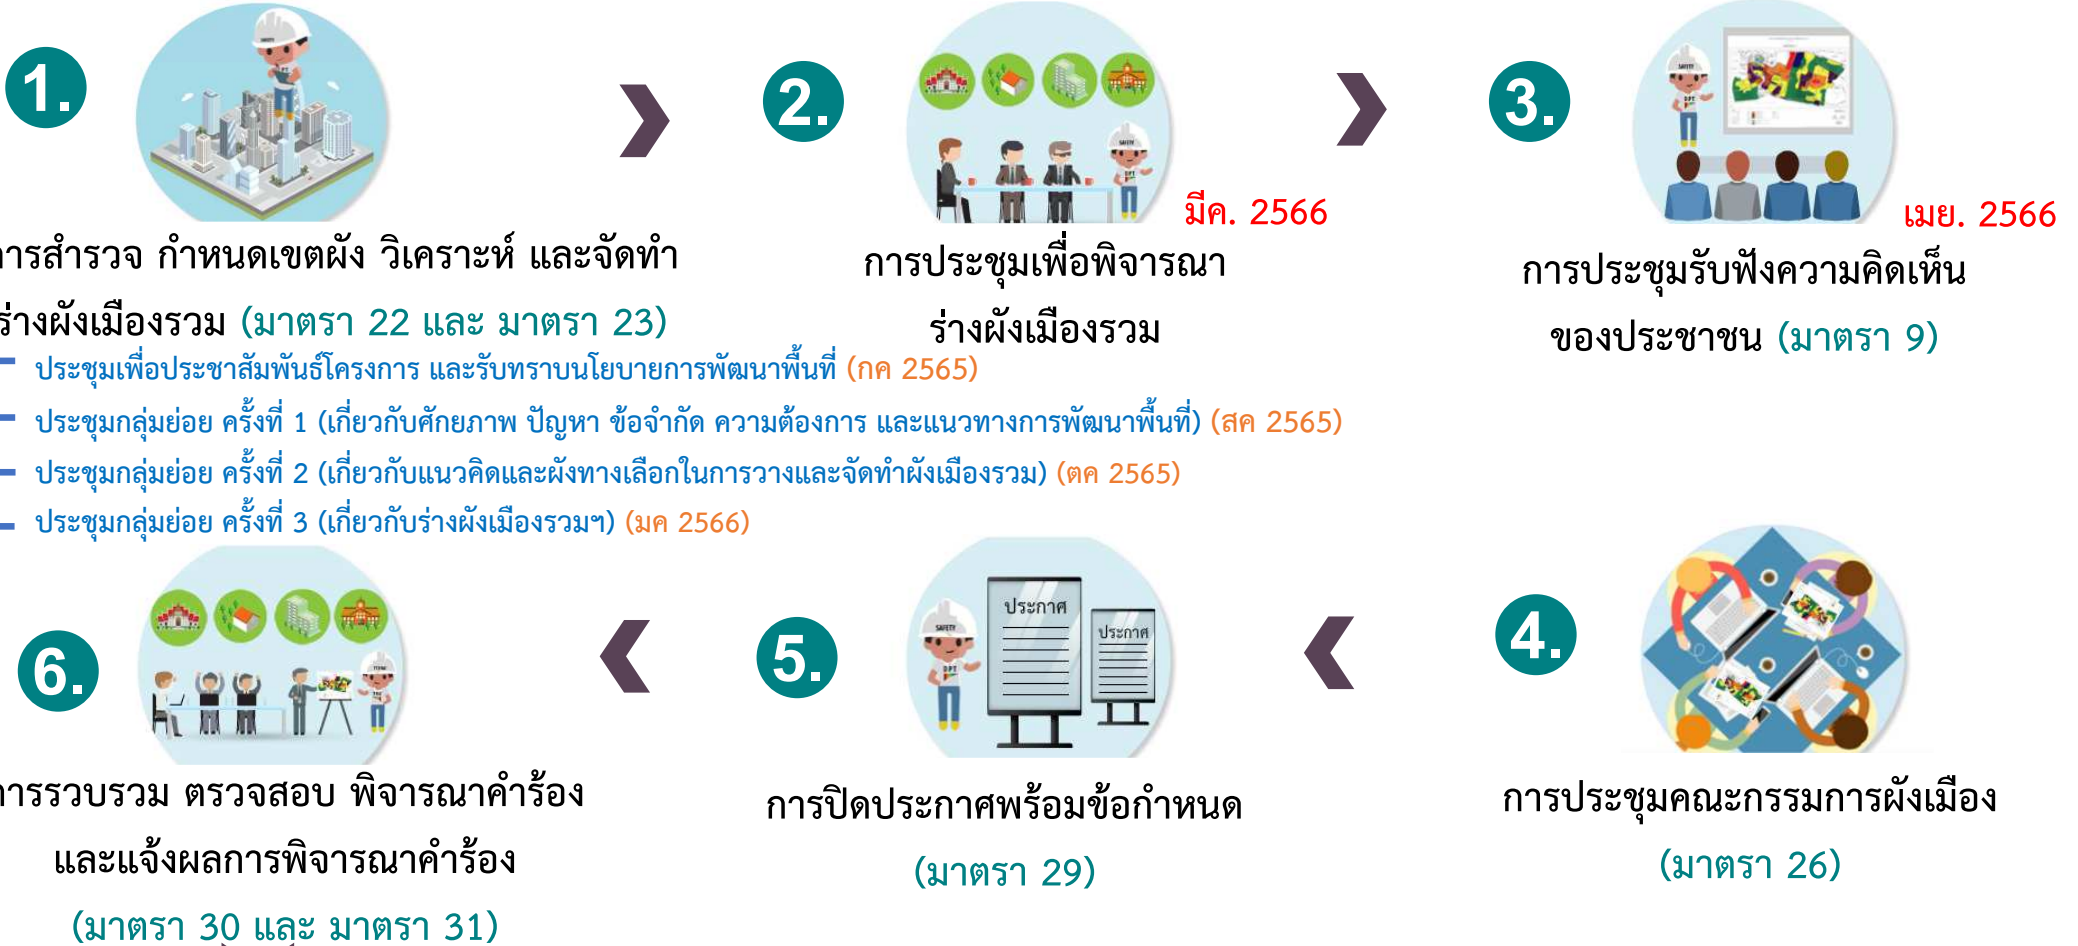 1.
การสำรวจ กำหนดเขตผัง วิเคราะห์ และจัดทำ
ร่างผังเมืองรวม (มาตรา 22 และ มาตรา 23)
ประชุมเพื่อประชาสัมพันธ์โครงการ และรับทราบนโยบายการพัฒนาพื้นที่ (กค 2565)
ประชุมกลุ่มย่อย ครั้งที่ 1 (เกี่ยวกับศักยภาพ ปัญหา ข้อจำกัด ความต้องการ และแนวทางการพัฒนาพื้นที่) (สค 2565)
ประชุมกลุ่มย่อย ครั้งที่ 2 (เกี่ยวกับแนวคิดและผังทางเลือกในการวางและจัดทำผังเมืองรวม) (ตค 2565)
ประชุมกลุ่มย่อย ครั้งที่ 3 (เกี่ยวกับร่างผังเมืองรวมฯ) (มค 2566)
2.
มีค. 2566
การประชุมเพื่อพิจารณา
ร่างผังเมืองรวม
3.
เมย. 2566
การประชุมรับฟังความคิดเห็น
ของประชาชน (มาตรา 9)
4.
การประชุมคณะกรรมการผังเมือง
(มาตรา 26)
5.
SAFETY
DPT
ประกาศ
ประกาศ
การปิดประกาศพร้อมข้อกำหนด
(มาตรา 29)
6.
การรวบรวม ตรวจสอบ พิจารณาคำร้อง
และแจ้งผลการพิจารณาคำร้อง
(มาตรา 30 และ มาตรา 31)